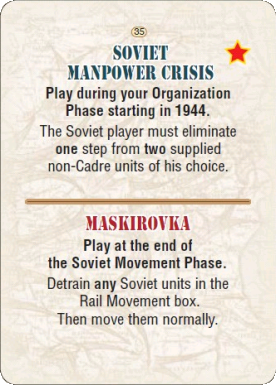 35
SOVIET
MANPOWER CRISIS
Play during your Organization
Phase starting in 1944.
The Soviet player must eliminate
one step from two supplied
non-Cadre units of his choice.
MASKIROVKA
Play at the end of
the Soviet Movement Phase.
Detrain any Soviet units in the
Rail Movement box.
Then move them normally.